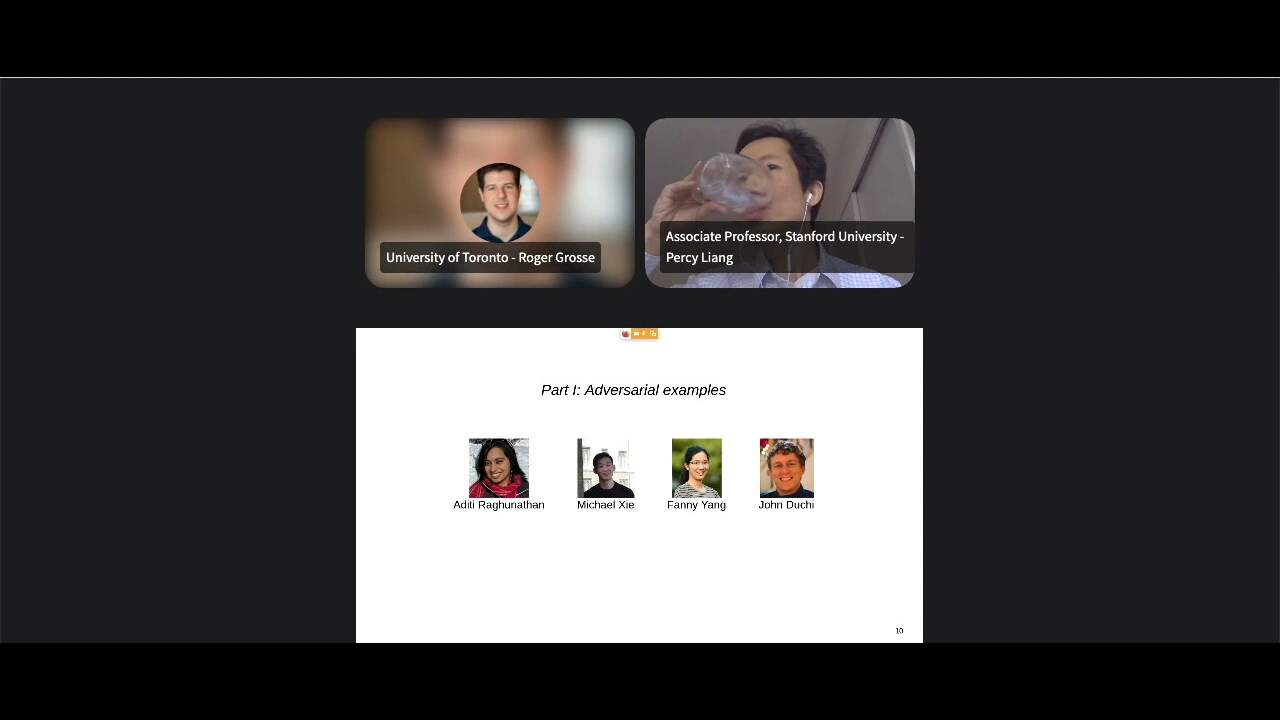 University of Toronto - Roger Grosse
Associate Professor, Stanford University -
Percy Liang
Part I: Adversarial examples
Aditi Raghunathan
Michael Xie
Fanny Yang
John Duchi
10